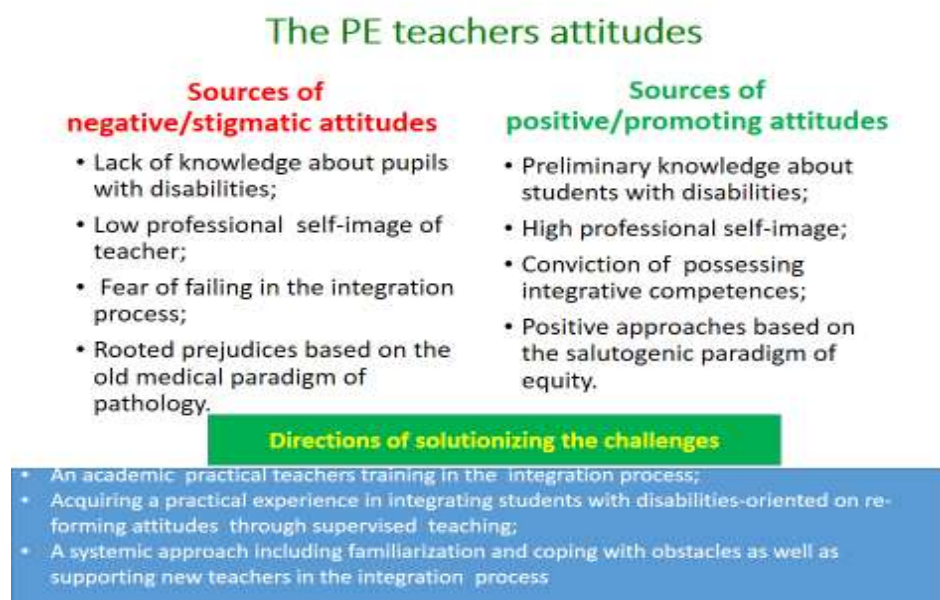 The PE teachers attitudes
Sources of
negative/stigmatic attitudes
• Lack of knowledge about pupils
with disabilities;
• Low professional self-image of
teacher;
• Fear of failing in the integration
process;
• Rooted prejudices based on the
old medical paradigm of
pathology.
Sources of
positive/promoting attitudes
• Preliminary knowledge about
students with disabilities;
• High professional self-image;
• Conviction of possessing
integrative competences;
• Positive approaches based on
the salutogenic paradigm of
equity.
Directions of solutionizing the challenges
• An academic practical teachers training in the integration process;
• Acquiring a practical experience in integrating students with disabilities-oriented on re-
forming attitudes through supervised teaching;
• A systemic approach including familiarization and coping with obstacles as well as
supporting new teachers in the integration process